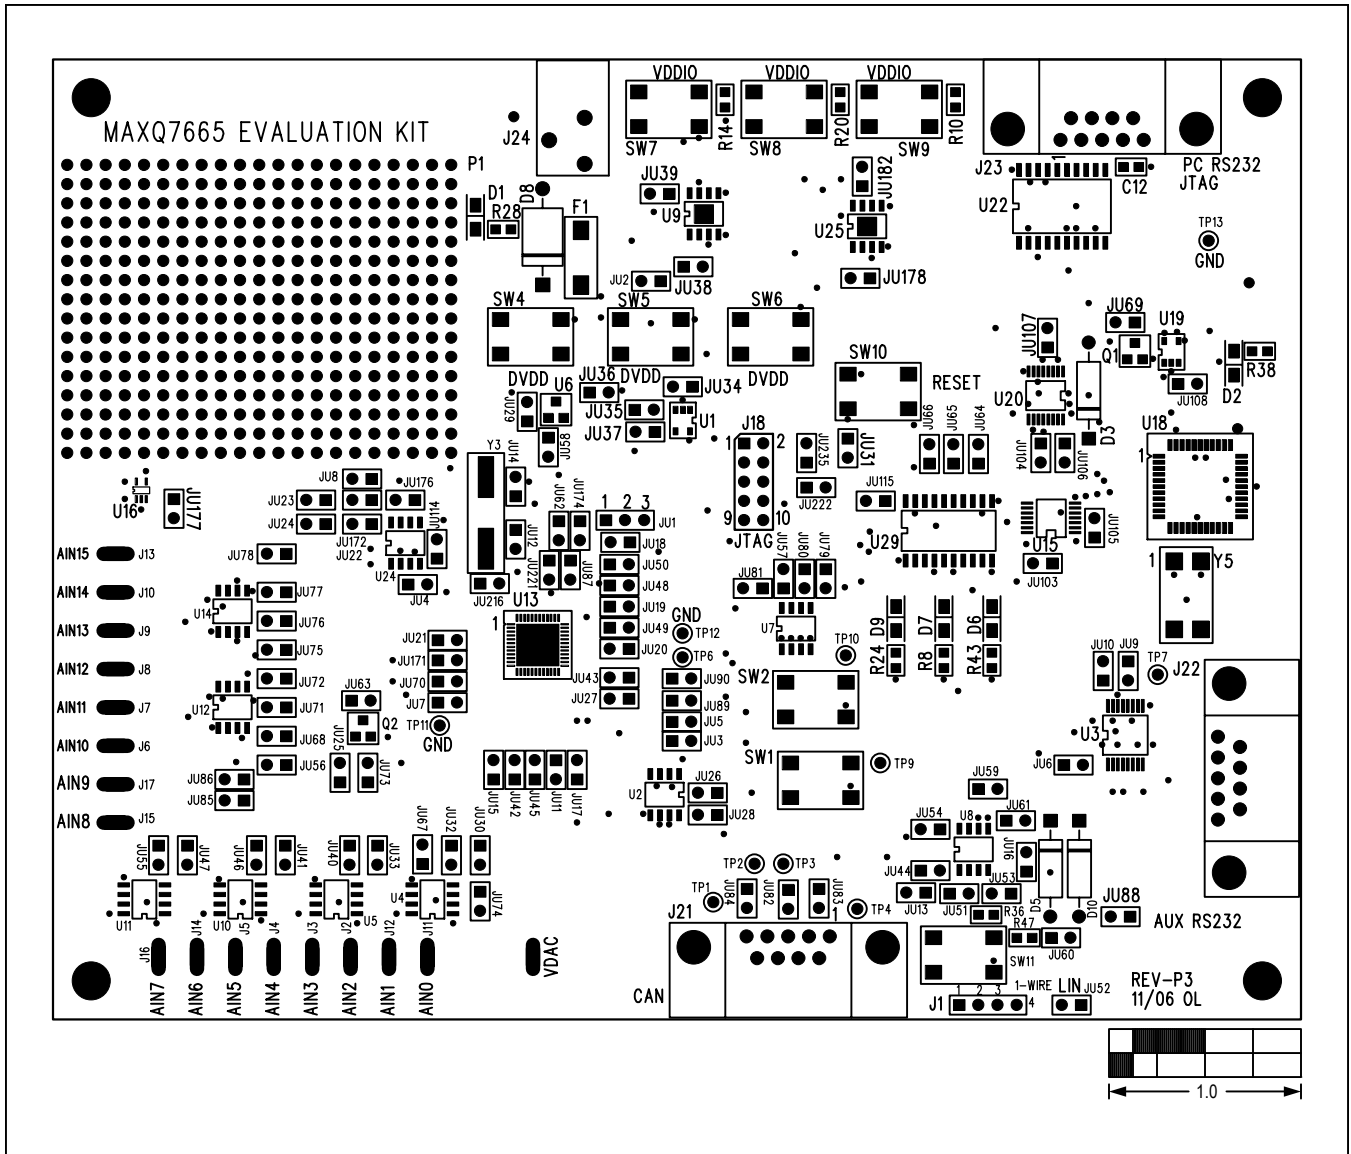 VDDIO VDDIO VDDIO
MAXQ7665 EVALUATION KIT
J24
R14 R20 R10
SW7 SW8 SW9
J23 1
PC RS232
JTAG
C12
P1
D1
R28
D8
F1
JU39
U9
JU182
U25
U22
TP13
GND
JU2
JU38
JU178
SW4 SW5 SW6
DVDD DVDD DVDD
JU29
U6
JU36
JU35
JU37
JU58
JU34
U1
SW10
RESET
JU107
JU69
Q1
U19
U20
D3
JU108
D2
R38
U18
1
JU66 JU65 JU64
J18
1 2
9 10
JTAG
JU235
JU31
JU222
JU115
U29
JU104 JU106
U15
JU105
JU103
1 Y5
Y3
JU14
JU12
JU216
JU62 JU174
JU221 JU87
1 2 3
JU1
JU18
JU50
JU48
JU19
JU49
JU20
JU43
JU27
JU8
JU176
JU23
JU24
JU172
JU22
JU114
U24
JU4
U16
JU177
AIN15 J13
AIN14 J10
AIN13 J9
AIN12 J8
AIN11 J7
AIN10 J6
AIN9 J17
AIN8 J15
JU78
U14
JU77
JU76
JU75
JU72
U12
JU71
JU68
JU56
JU86
JU85
JU63
Q2
JU25
JU73
U13
1
JU21
JU171
JU70
JU7
TP11
GND
GND
TP12
TP6
JU90
JU89
JU5
JU3
JU81
JU57 JU80 JU79
U7
TP10
SW2
SW1
TP9
D9 D7 D6
R24 R8 R43
JU10 JU9
TP7
J22
U3
JU6
JU15 JU42 JU45 JU11 JU17
U2
JU26
JU28
JU59
JU54
U8
JU61
JU44
JU16
JU13 JU51
JU53
R36
R47
D5 D10
JU60
JU88
AUX RS232
JU55 JU47 JU46 JU41 JU40 JU33
JU67 JU32 JU30
JU74
U11 U10 U5 U4
J16 J14 J5 J4 J3 J2 J12 J11
AIN7 AIN6 AIN5 AIN4 AIN3 AIN2 AIN1 AIN0
VDAC
TP2 TP3
TP1
JU84 JU82 JU83
TP4
J21 1
CAN
SW11
J1
1 2 3 4
1-WIRE LIN JU52
REV-P3
11/06 OL
1.0